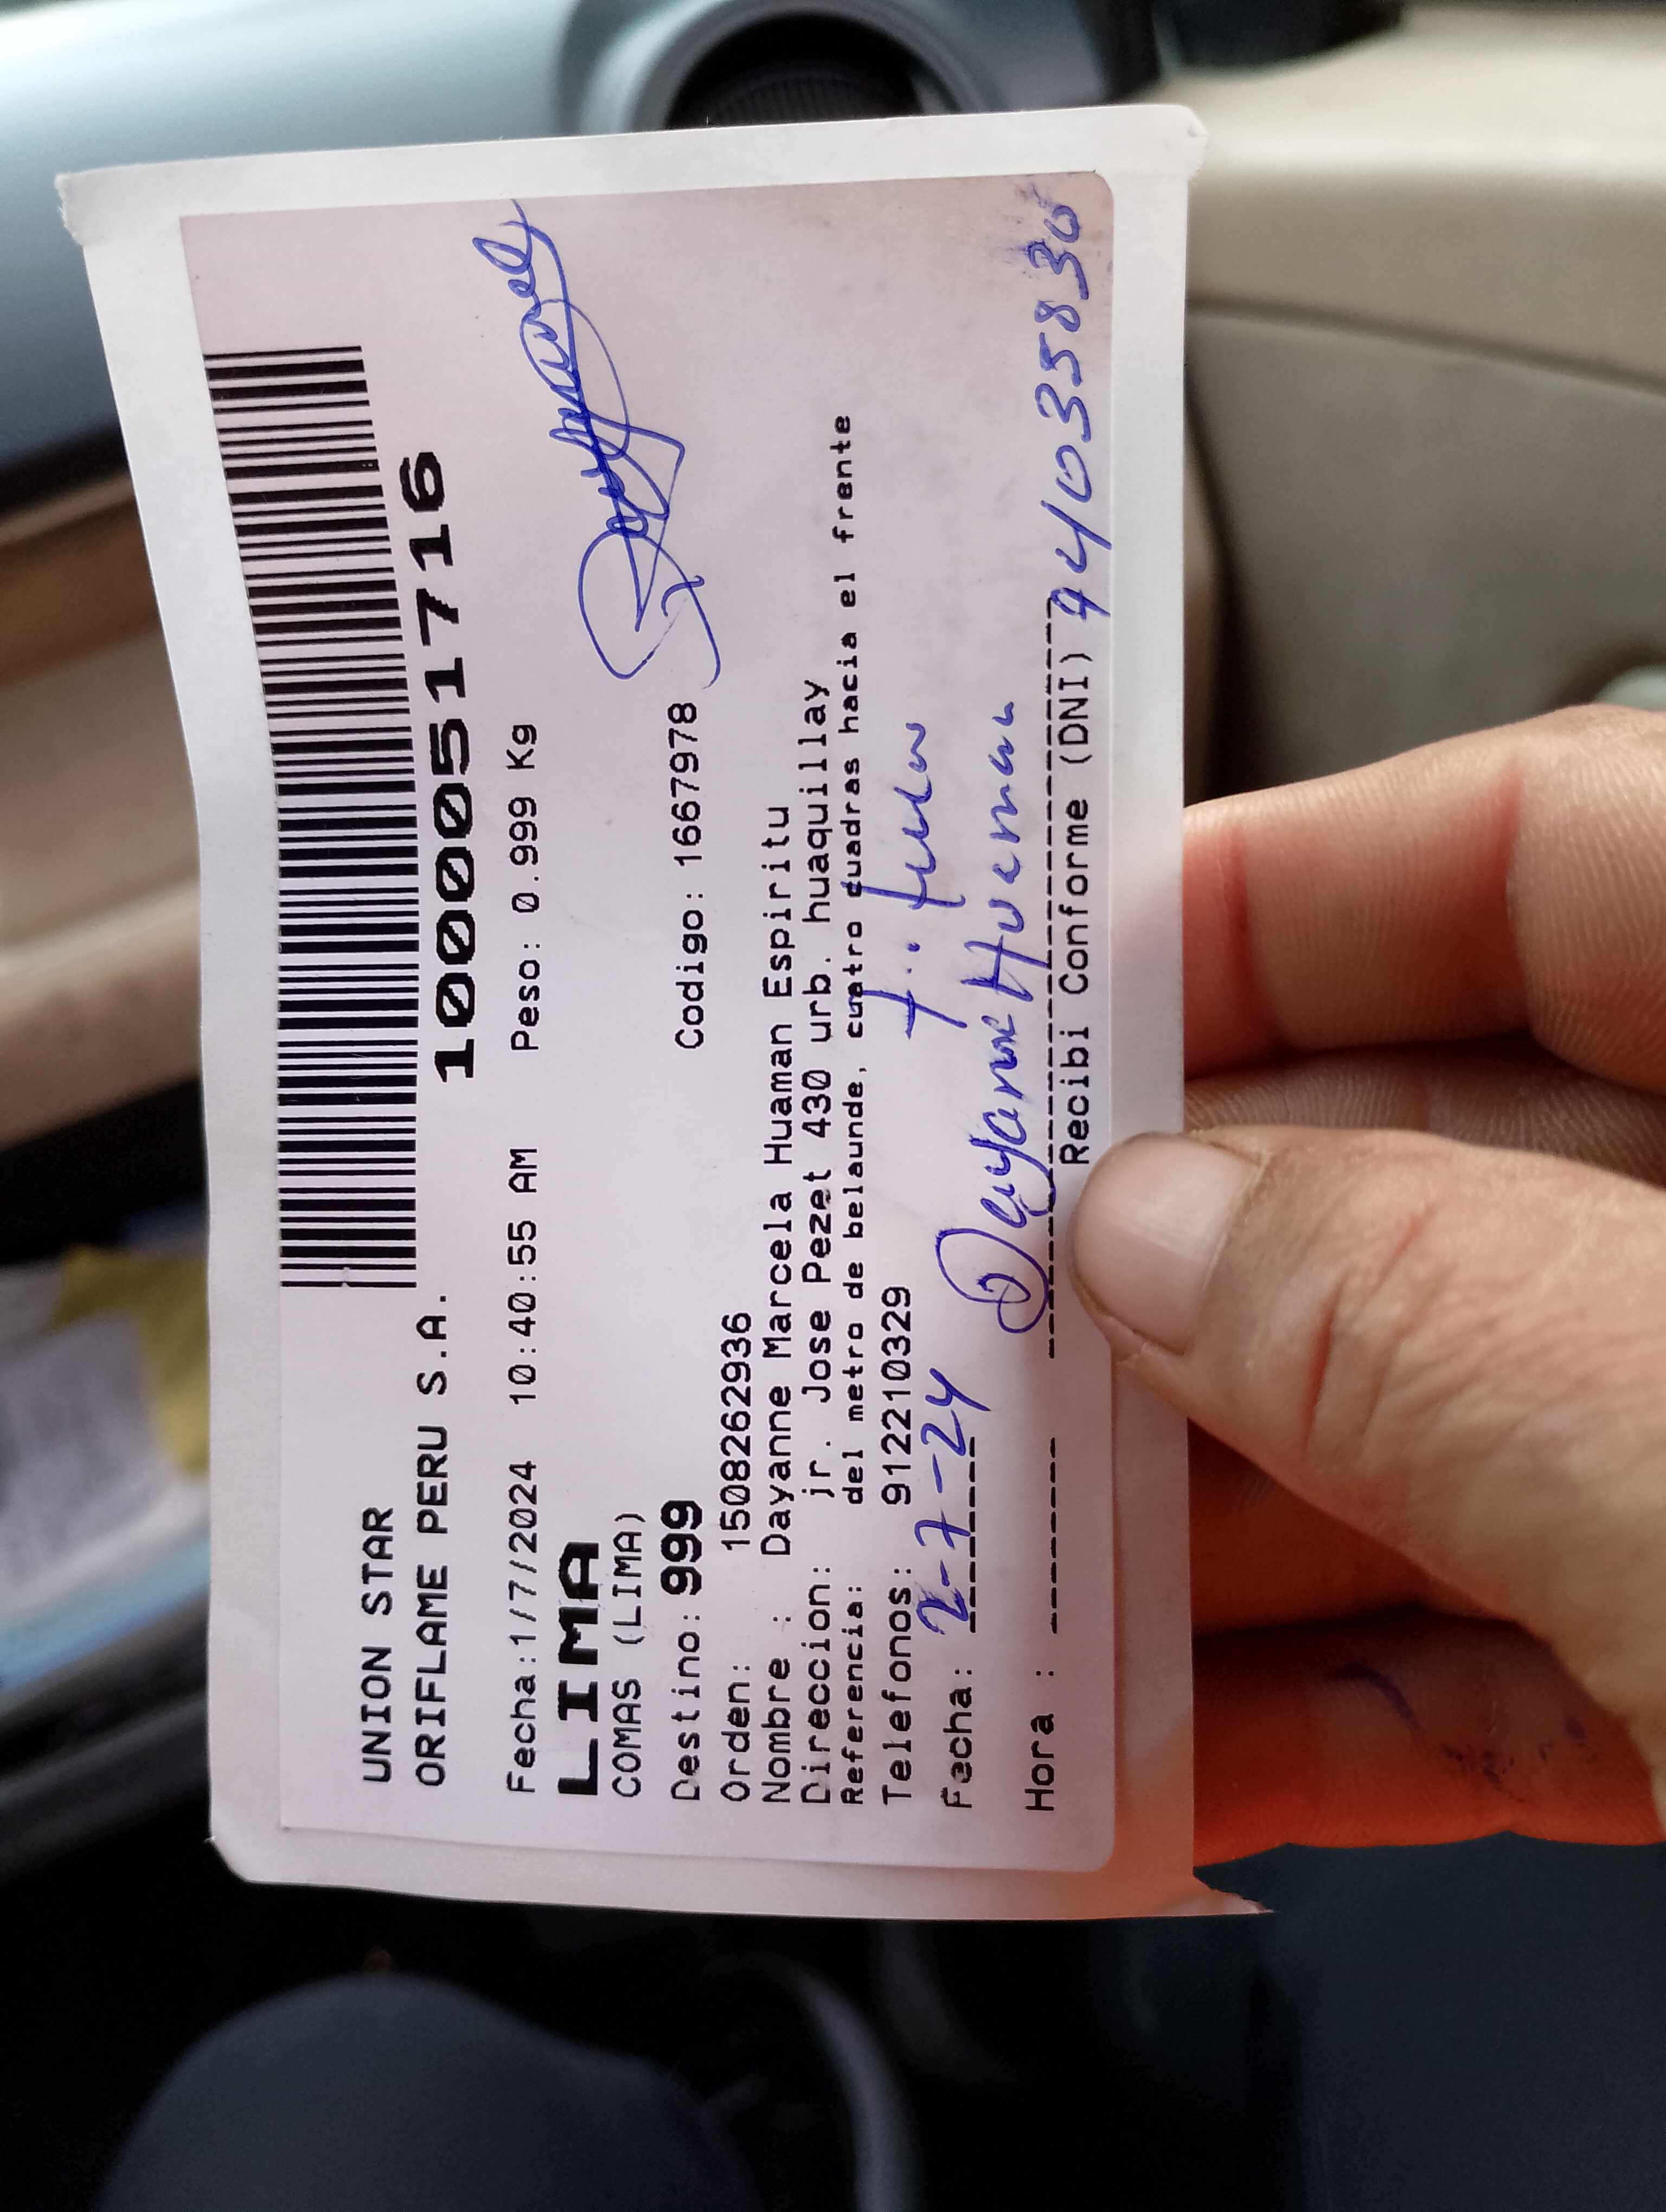 UNION STAR
ORIFLAME PERU S.A.
100051716
Fecha:1/7/2024 10:40:55 AM Peso: 0.999 Kg
LIMA
COMAS (LIMA)
Destino: 999 Codigo: 1667978
Orden: 1508262936
Nombre : Dayanne Marcela Huaman Espiritu
Direccion: jr. Jose Pezet 430 urb. huaquillay
Referencia: del metro de belaunde, cuatro cuadras hacia el frente
Telefonos: 912210329
Fecha: 2-7-24
Dayanne Huaman
Hora :
Recibi Conforme (DNI) 940335830